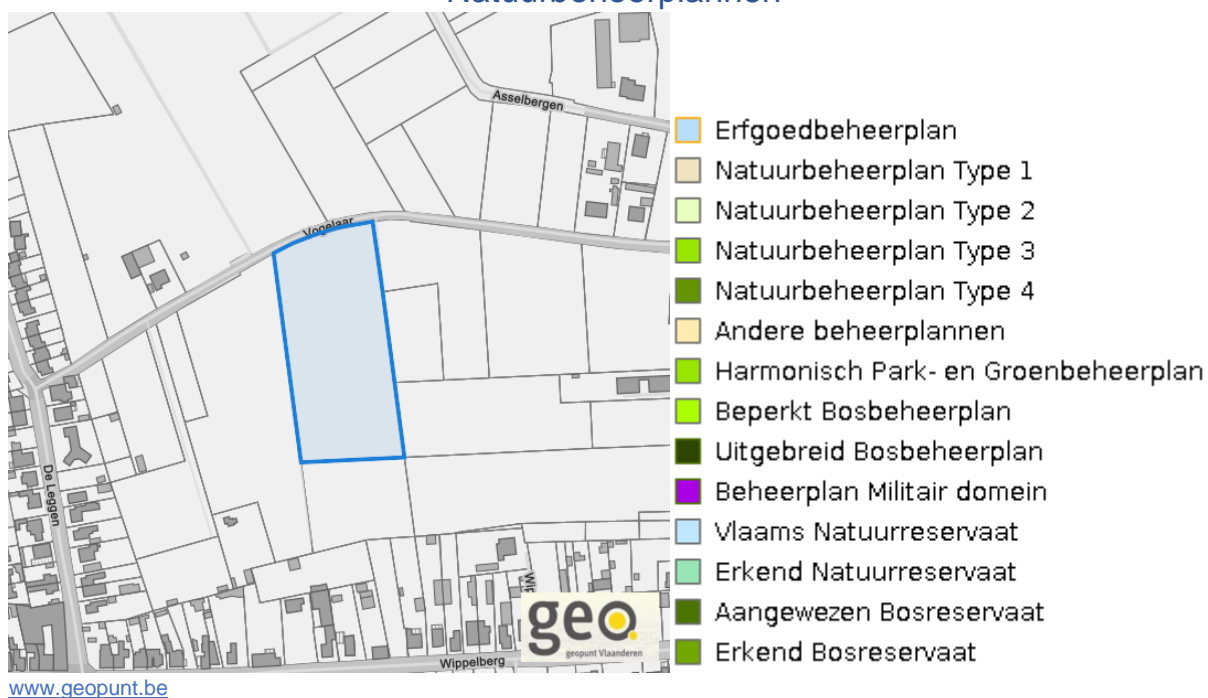 Natuurbeheerplannen
Asselbergen
Vogelaar
De Leggen
Wippelberg
geo
geopunt Vlaanderen
Erfgoedbeheerplan
Natuurbeheerplan Type 1
Natuurbeheerplan Type 2
Natuurbeheerplan Type 3
Natuurbeheerplan Type 4
Andere beheerplannen
Harmonisch Park- en Groenbeheerplan
Beperkt Bosbeheerplan
Uitgebreid Bosbeheerplan
Beheerplan Militair domein
Vlaams Natuurreservaat
Erkend Natuurreservaat
Aangewezen Bosreservaat
Erkend Bosreservaat
www.geopunt.be